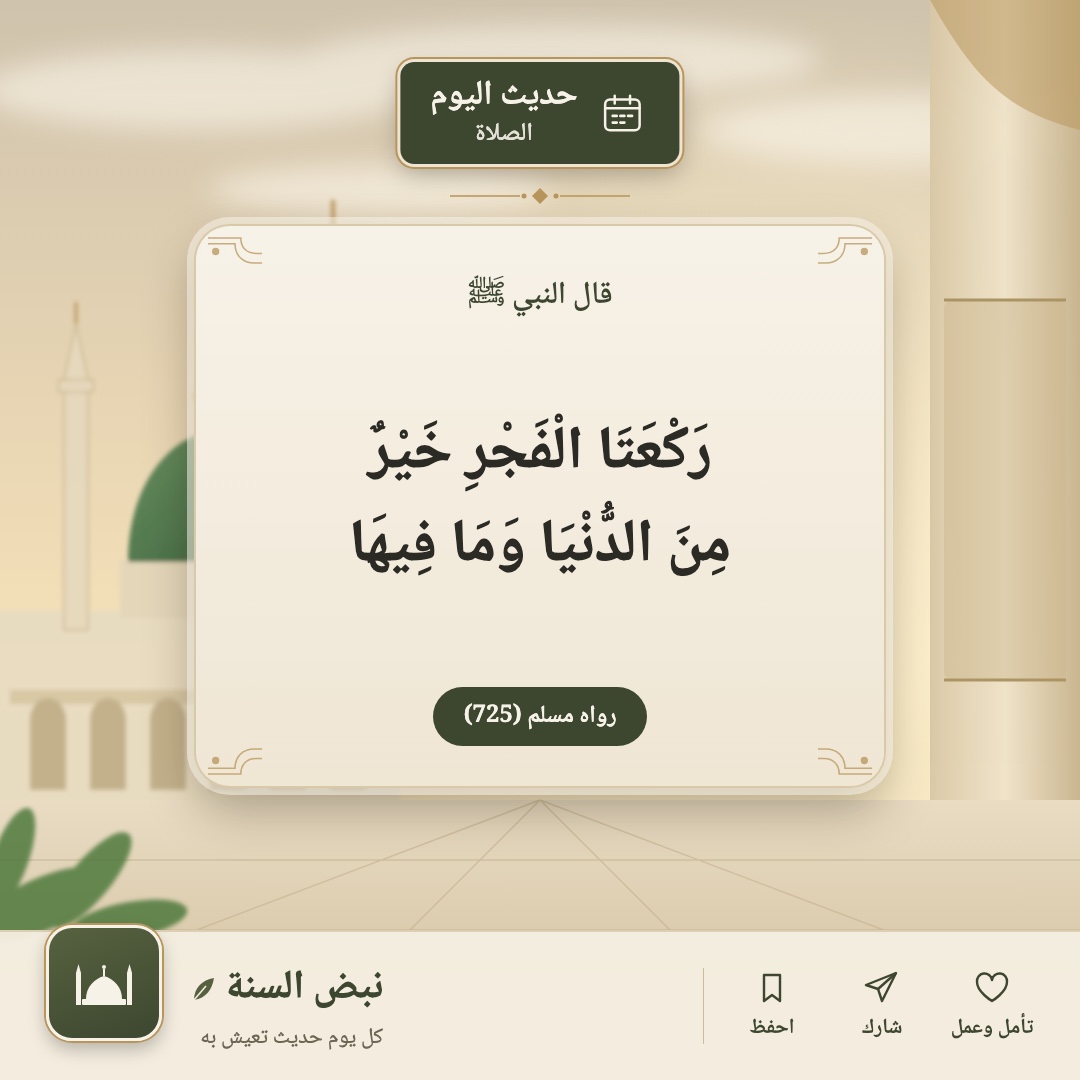 حديث اليوم
الصلاة
قال النبي ﷺ
رَكْعَتَا الْفَجْرِ خَيْرٌ
مِنَ الدُّنْيَا وَمَا فِيهَا
رواه مسلم (725)
تأمل وعمل
شارك
احفظ
نبض السنة
كل يوم حديث تعيش به